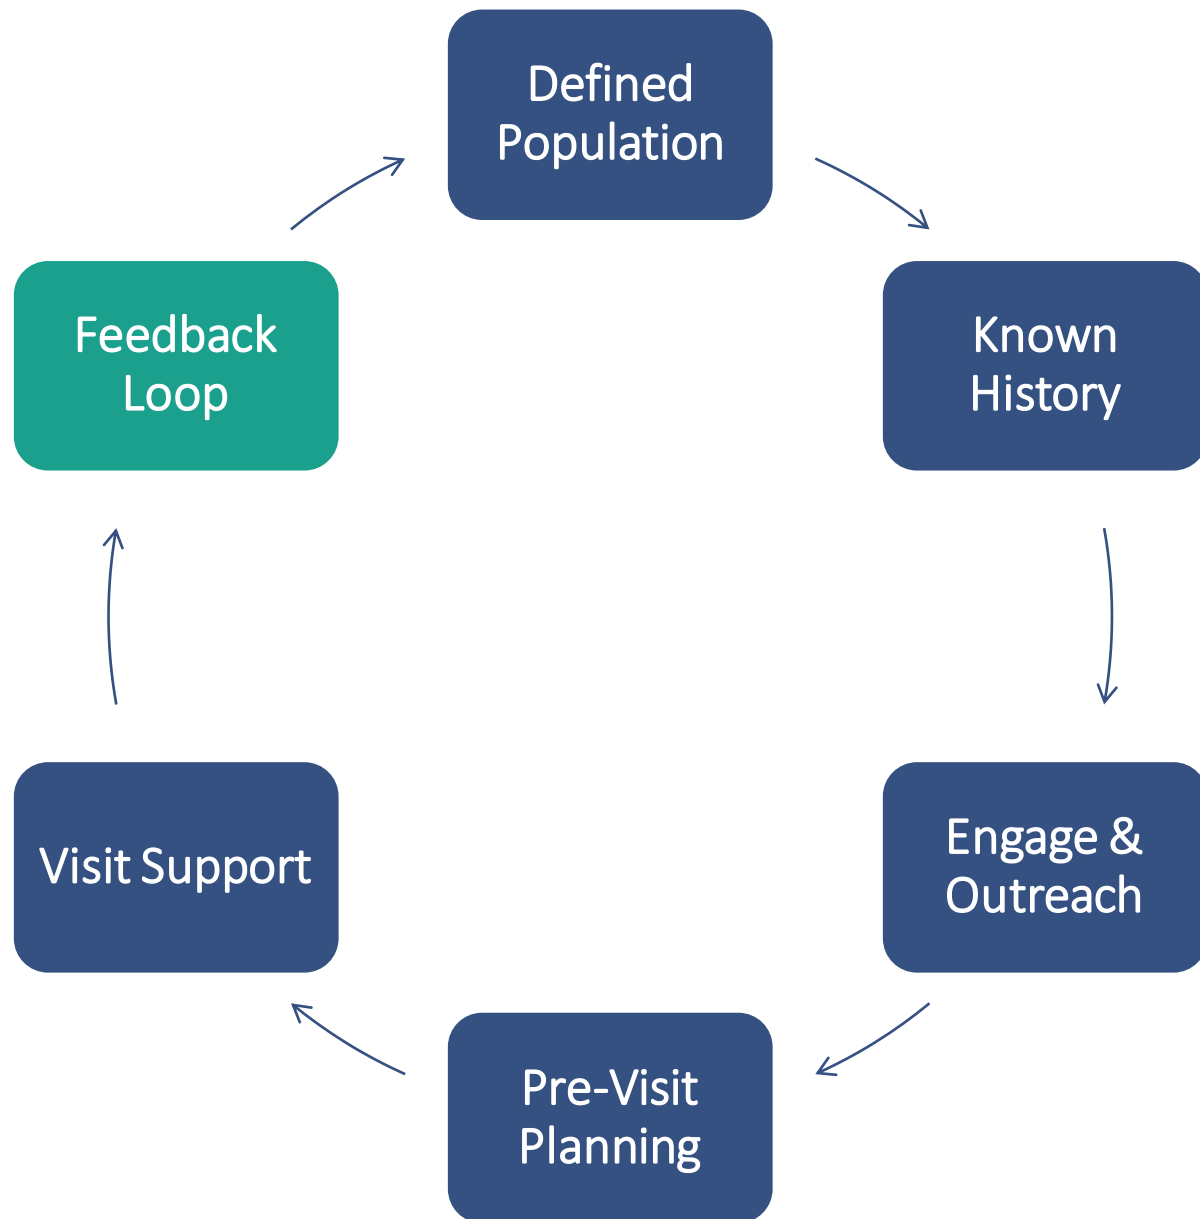 Defined
Population
Known
History
Engage &
Outreach
Pre-Visit
Planning
Visit Support
Feedback
Loop